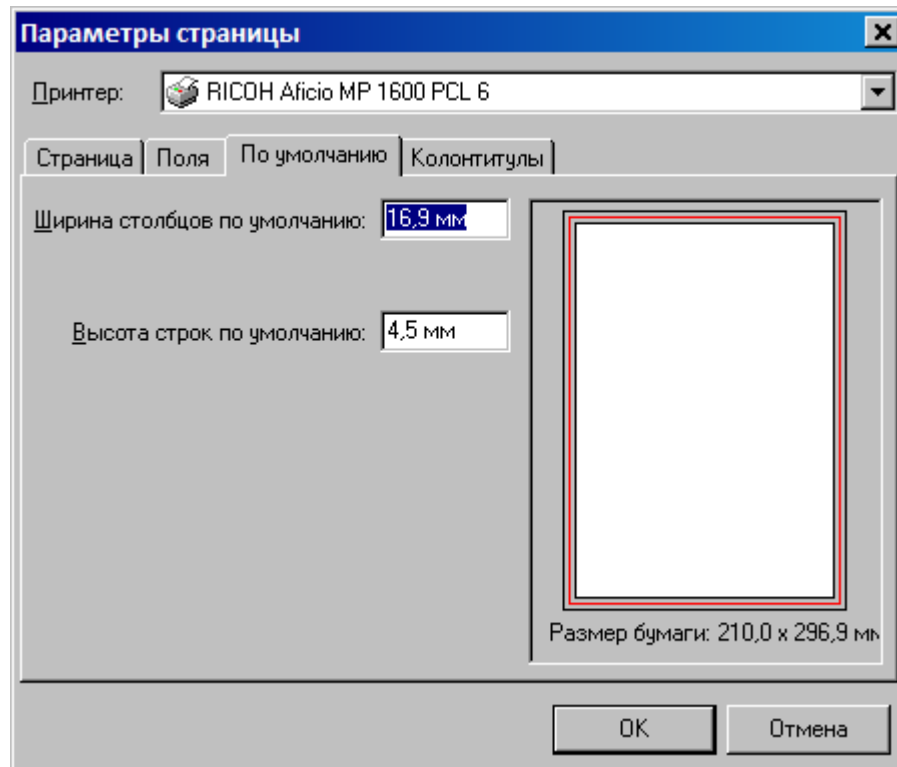 Параметры страницы
Принтер: RICOH Aficio MP 1600 PCL 6
Страница Поля По умолчанию Колонтитулы
Ширина столбцов по умолчанию: 16,9 мм
Высота строк по умолчанию: 4,5 мм
Размер бумаги: 210,0 x 296,9 мм
OK Отмена